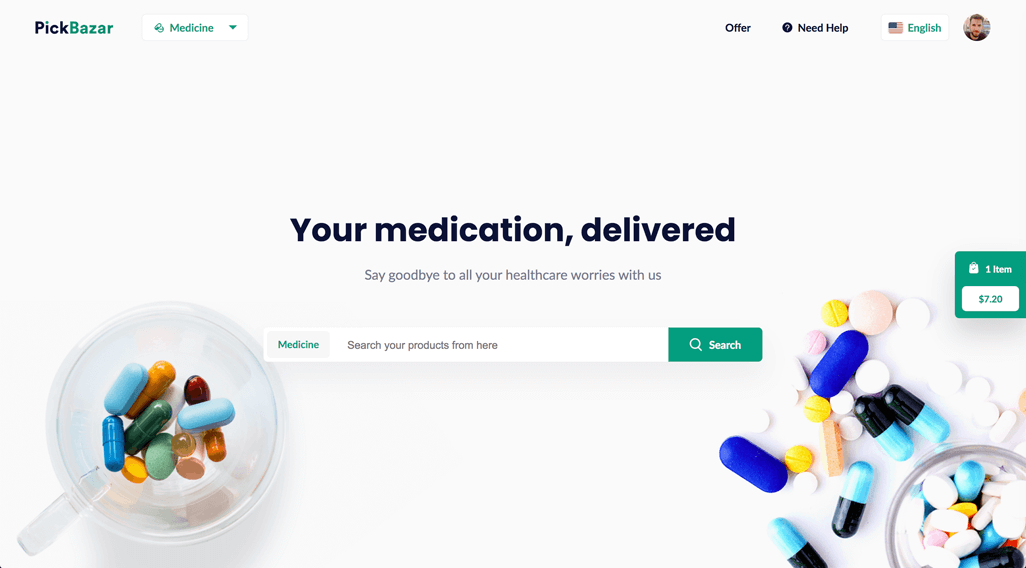 PickBazar
Medicine
Offer
Need Help
English
Your medication, delivered
Say goodbye to all your healthcare worries with us
1 Item
$7.20
Medicine
Search your products from here
Search